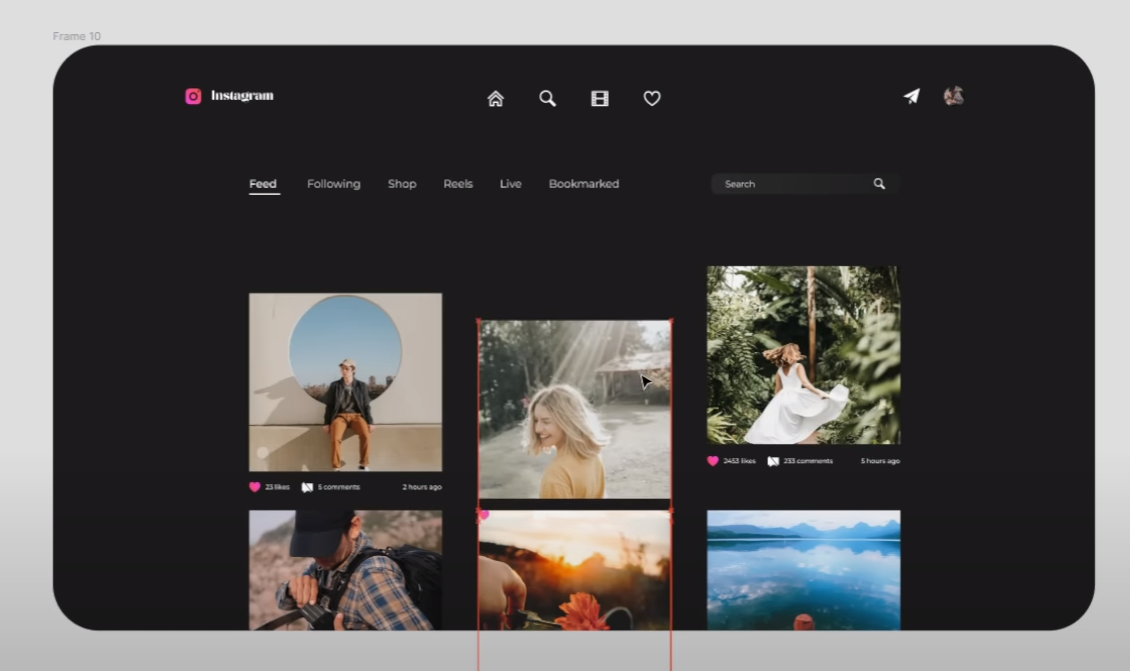 Frame 10
Instagram
Feed Following Shop Reels Live Bookmarked Search
2453 likes 233 comments 5 hours ago
23 likes 5 comments 2 hours ago